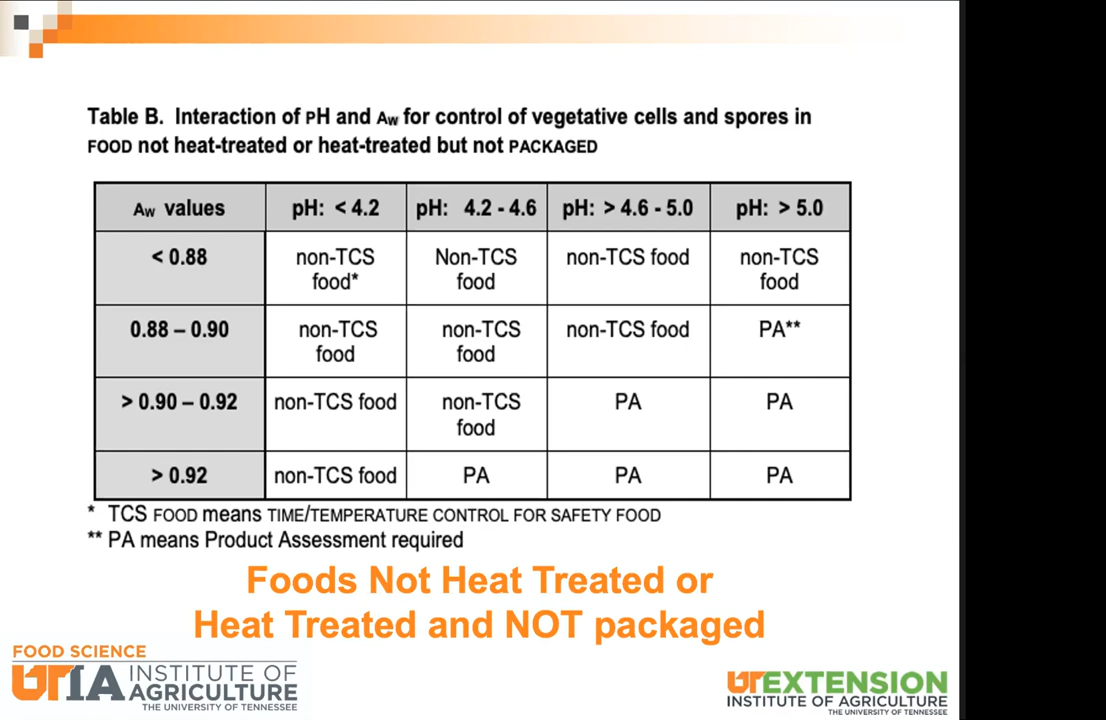 Table B. Interaction of PH and AW for control of vegetative cells and spores in
FOOD not heat-treated or heat-treated but not PACKAGED
AW values pH: < 4.2 pH: 4.2 - 4.6 pH: > 4.6 - 5.0 pH: > 5.0
< 0.88 non-TCS food* Non-TCS food non-TCS food non-TCS food
0.88 – 0.90 non-TCS food non-TCS food non-TCS food PA**
> 0.90 – 0.92 non-TCS food non-TCS food PA PA
> 0.92 non-TCS food PA PA PA
* TCS FOOD means TIME/TEMPERATURE CONTROL FOR SAFETY FOOD
** PA means Product Assessment required
Foods Not Heat Treated or
Heat Treated and NOT packaged
FOOD SCIENCE
UTIA INSTITUTE OF
AGRICULTURE
THE UNIVERSITY OF TENNESSEE
UT EXTENSION
INSTITUTE OF AGRICULTURE
THE UNIVERSITY OF TENNESSEE